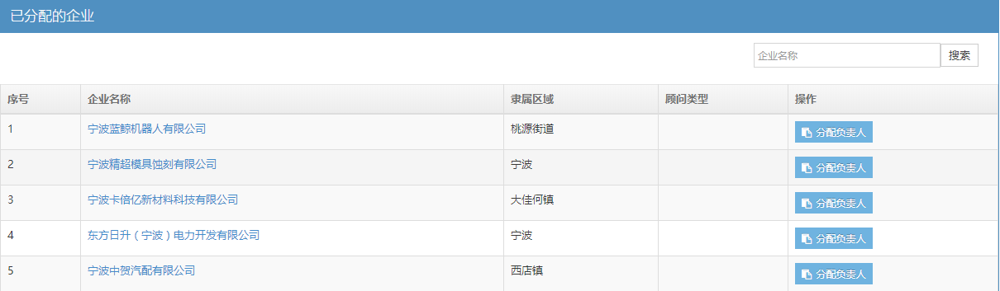 已分配的企业
企业名称 搜索
序号 企业名称 隶属区域 顾问类型 操作
1 宁波蓝鲸机器人有限公司 桃源街道 分配负责人
2 宁波精超模具蚀刻有限公司 宁波 分配负责人
3 宁波卡倍亿新材料科技有限公司 大佳何镇 分配负责人
4 东方日升（宁波）电力开发有限公司 宁波 分配负责人
5 宁波中贺汽配有限公司 西店镇 分配负责人